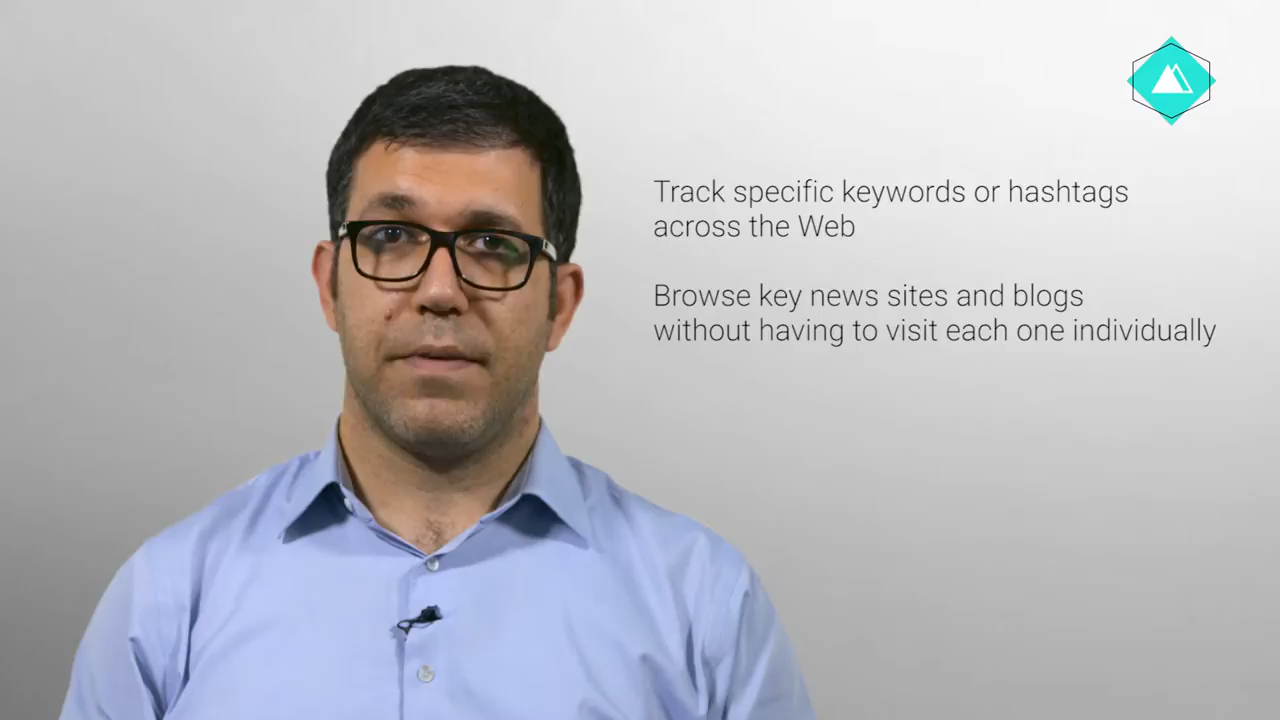 Track specific keywords or hashtags
across the Web
Browse key news sites and blogs
without having to visit each one individually